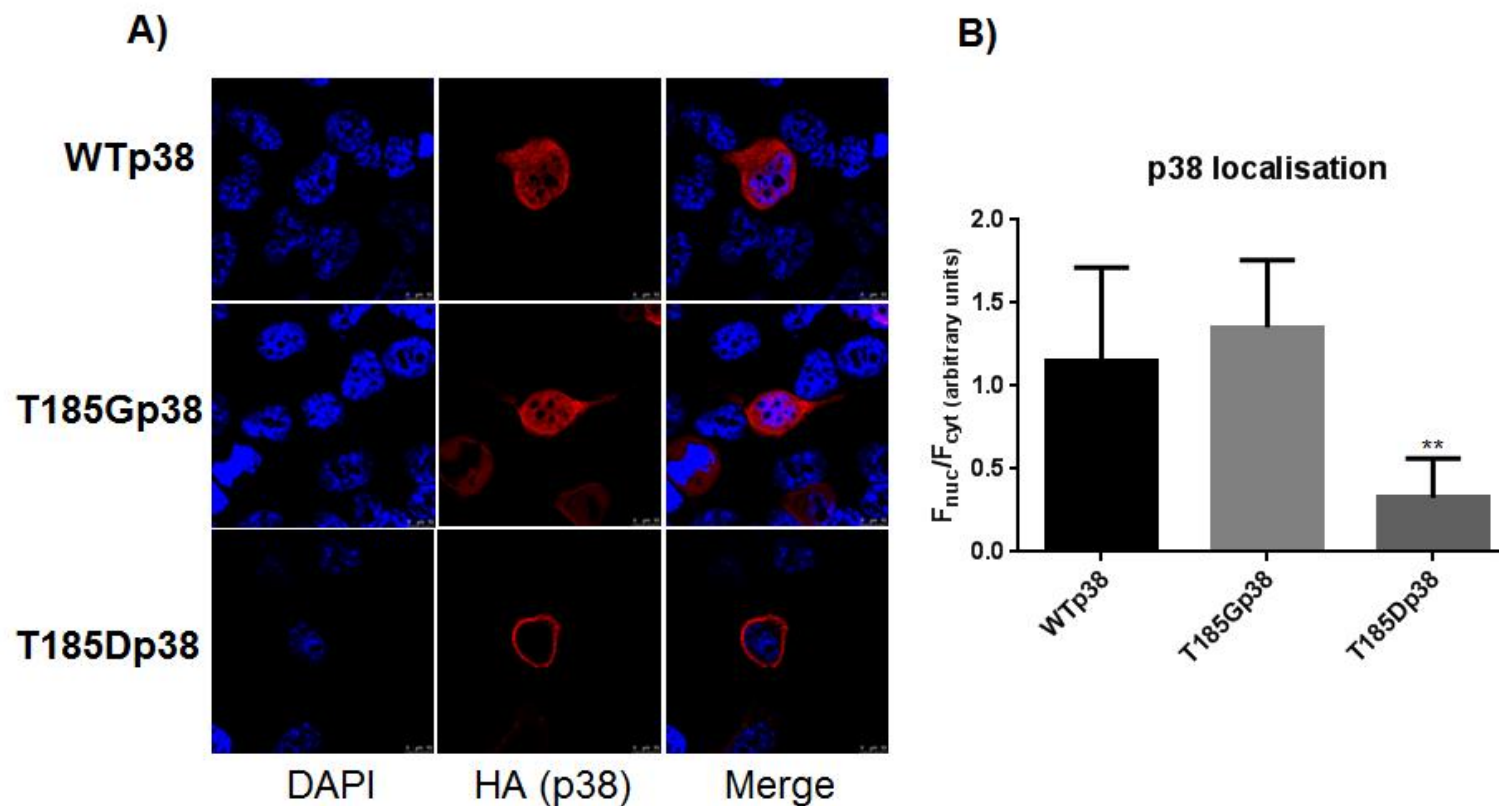 A)
WTp38
T185Gp38
T185Dp38
DAPI HA (p38) Merge
B)
p38 localisation
Fnuc/Fcyt (arbitrary units)
2.0
1.5
1.0
0.5
0.0
**
WTp38 T185Gp38 T185Dp38